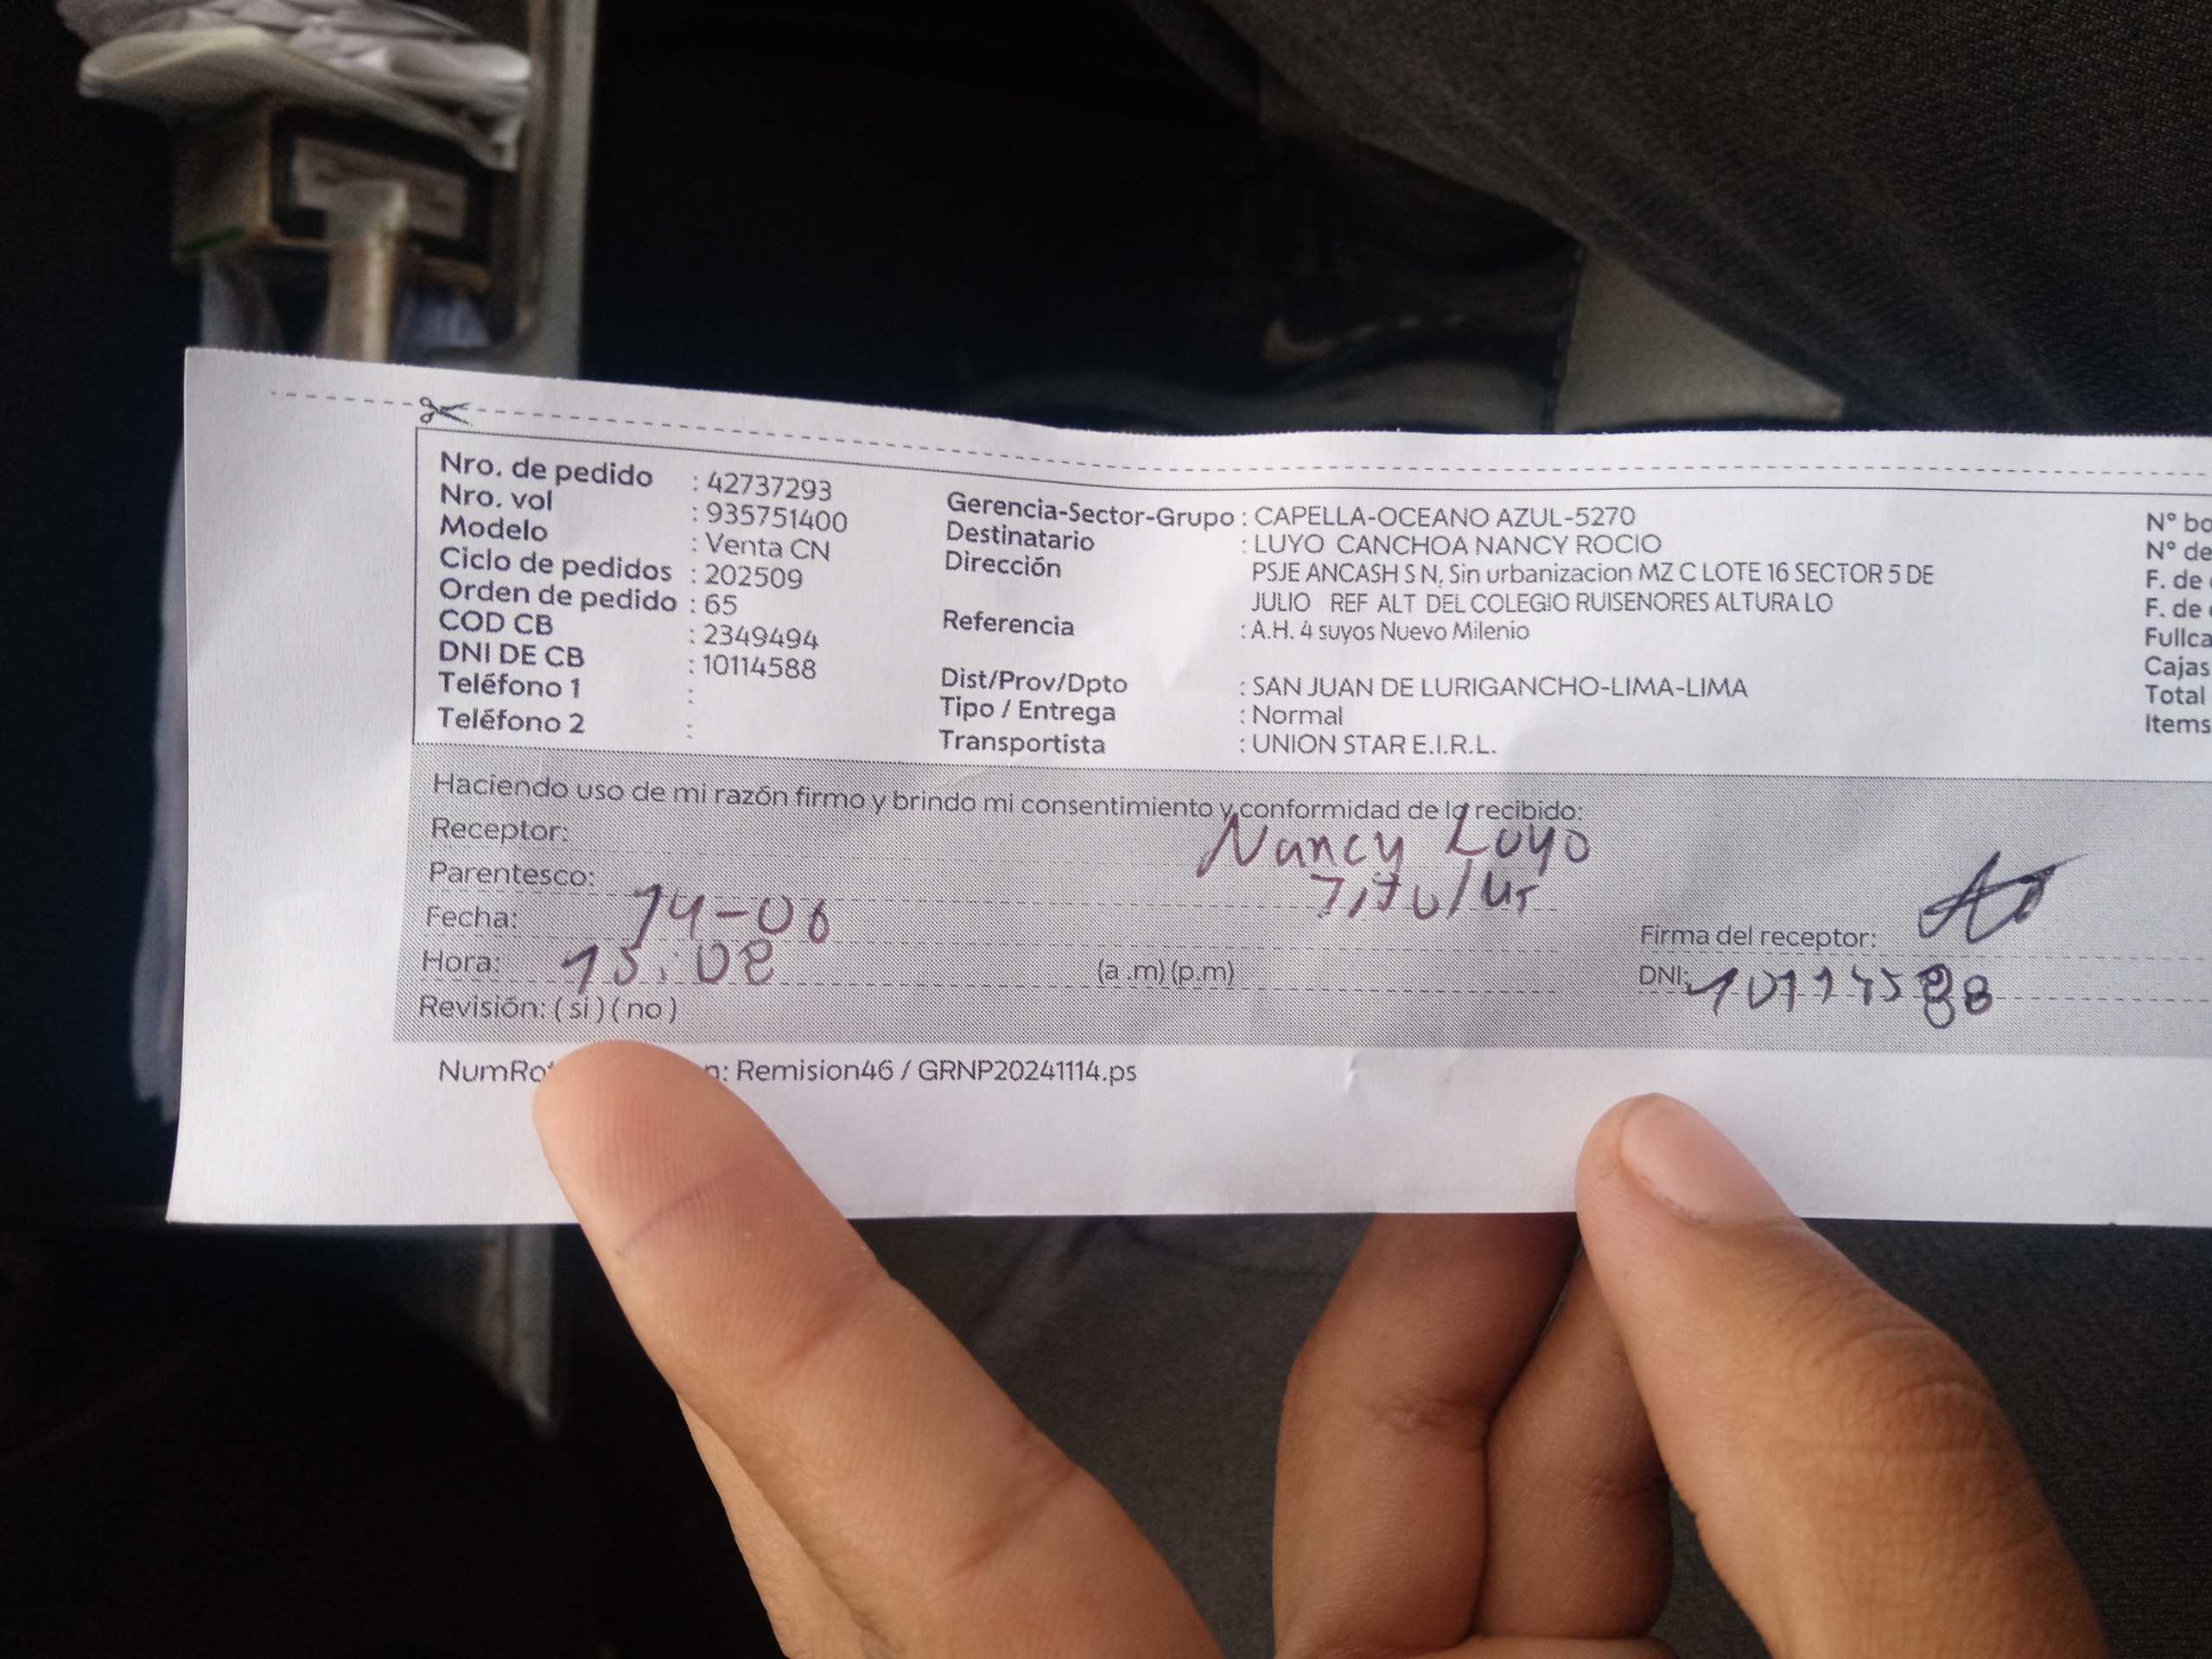 Nro. de pedido : 42737293
Nro. vol : 935751400
Modelo : Venta CN
Ciclo de pedidos : 202509
Orden de pedido : 65
COD CB : 2349494
DNI DE CB : 10114588
Teléfono 1 :
Teléfono 2 :
Gerencia-Sector-Grupo : CAPELLA-OCEANO AZUL-5270
Destinatario : LUYO CANCHOA NANCY ROCIO
Dirección PSJE ANCASH S N, Sin urbanizacion MZ C LOTE 16 SECTOR 5 DE
JULIO REF ALT DEL COLEGIO RUISENORES ALTURA LO
Referencia : A.H. 4 suyos Nuevo Milenio
Dist/Prov/Dpto : SAN JUAN DE LURIGANCHO-LIMA-LIMA
Tipo / Entrega : Normal
Transportista : UNION STAR E.I.R.L.
N° bo
N° de
F. de
F. de
Fullca
Cajas
Total
Items
Haciendo uso de mi razón firmo y brindo mi consentimiento y conformidad de lo recibido:
Receptor: Nancy Luyo
Parentesco:
Fecha: 14-06
Hora: 15:08 (a .m) (p.m)
Revisión: ( si ) ( no )
Firma del receptor:
DNI: 10114588
NumRo n: Remision46 / GRNP20241114.ps